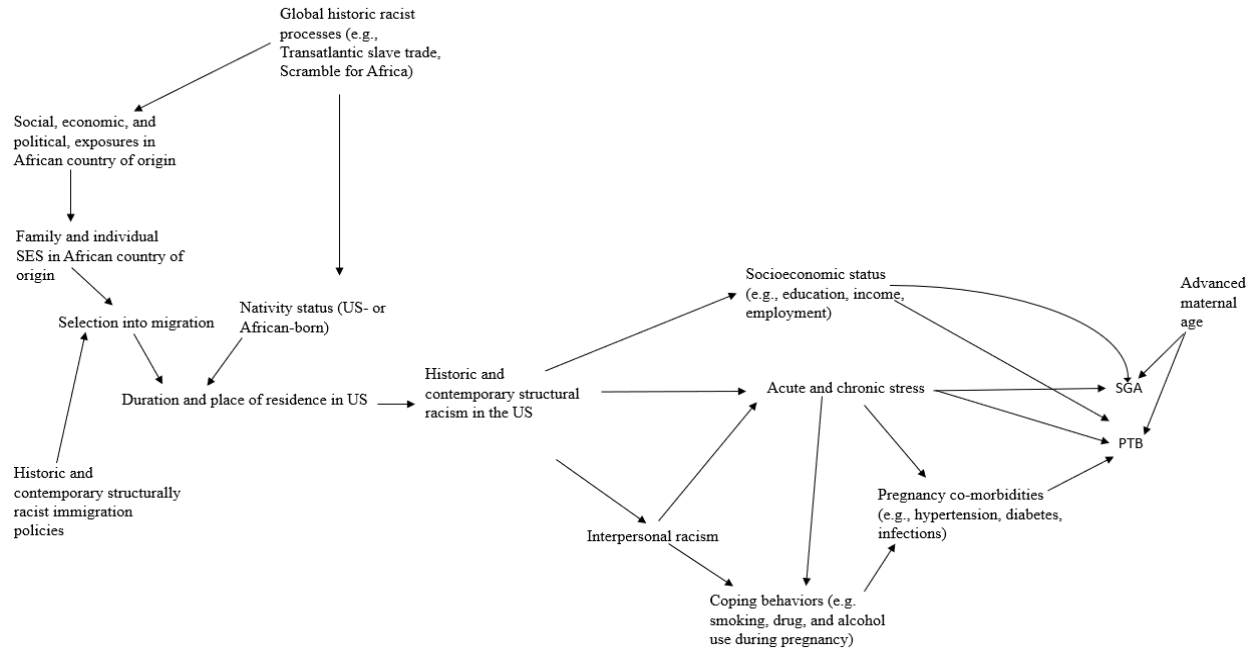 Global historic racist
processes (e.g.,
Transatlantic slave trade,
Scramble for Africa)
Social, economic, and
political, exposures in
African country of origin
Family and individual
SES in African country of
origin
Selection into migration
Nativity status (US- or
African-born)
Duration and place of residence in US
Historic and
contemporary structurally
racist immigration
policies
Historic and
contemporary structural
racism in the US
Socioeconomic status
(e.g., education, income,
employment)
Acute and chronic stress
Interpersonal racism
Coping behaviors (e.g.
smoking, drug, and alcohol
use during pregnancy)
Pregnancy co-morbidities
(e.g., hypertension, diabetes,
infections)
Advanced
maternal
age
SGA
PTB